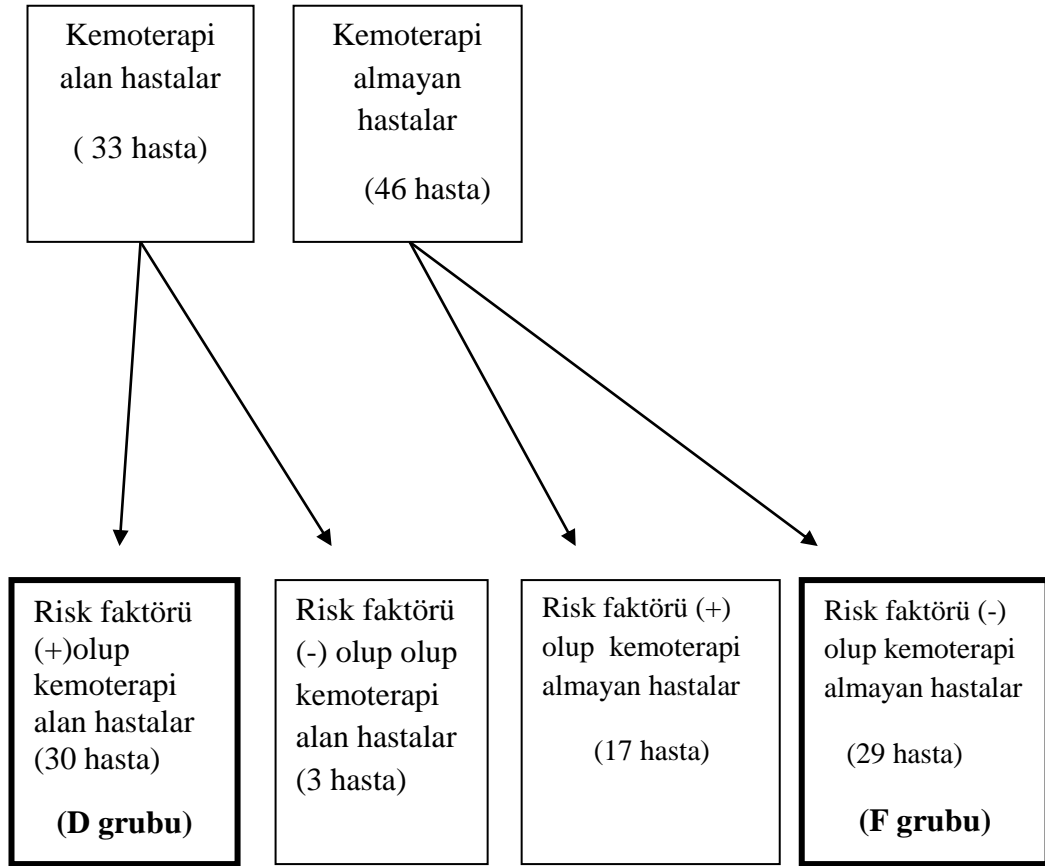 Kemoterapi
alan hastalar
( 33 hasta)
Kemoterapi
almayan
hastalar
(46 hasta)
Risk faktörü
(+)olup
kemoterapi
alan hastalar
(30 hasta)
(D grubu)
Risk faktörü
(-) olup olup
kemoterapi
alan hastalar
(3 hasta)
Risk faktörü (+)
olup kemoterapi
almayan hastalar
(17 hasta)
Risk faktörü (-)
olup kemoterapi
almayan hastalar
(29 hasta)
(F grubu)